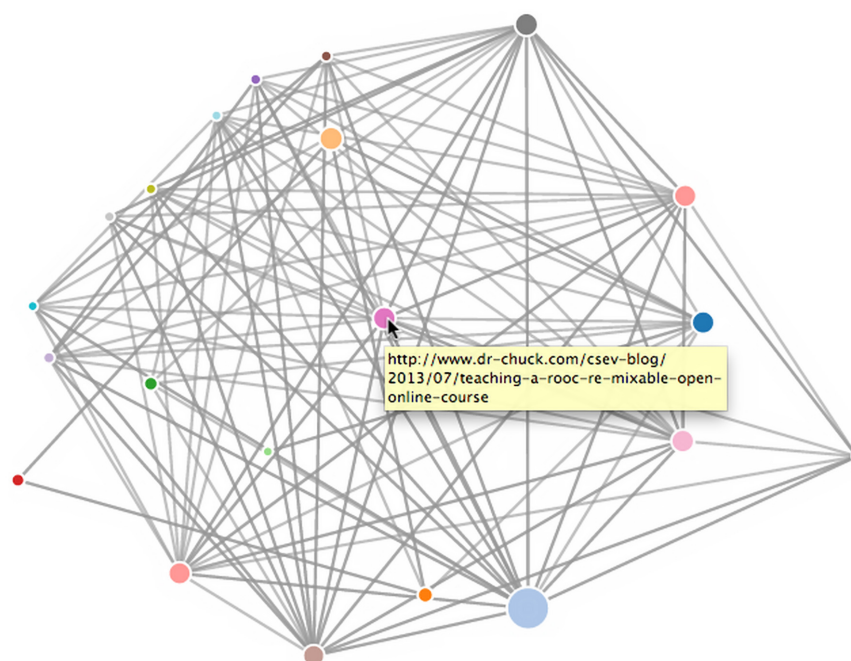 http://www.dr-chuck.com/csev-blog/
2013/07/teaching-a-rooc-re-mixable-open-
online-course